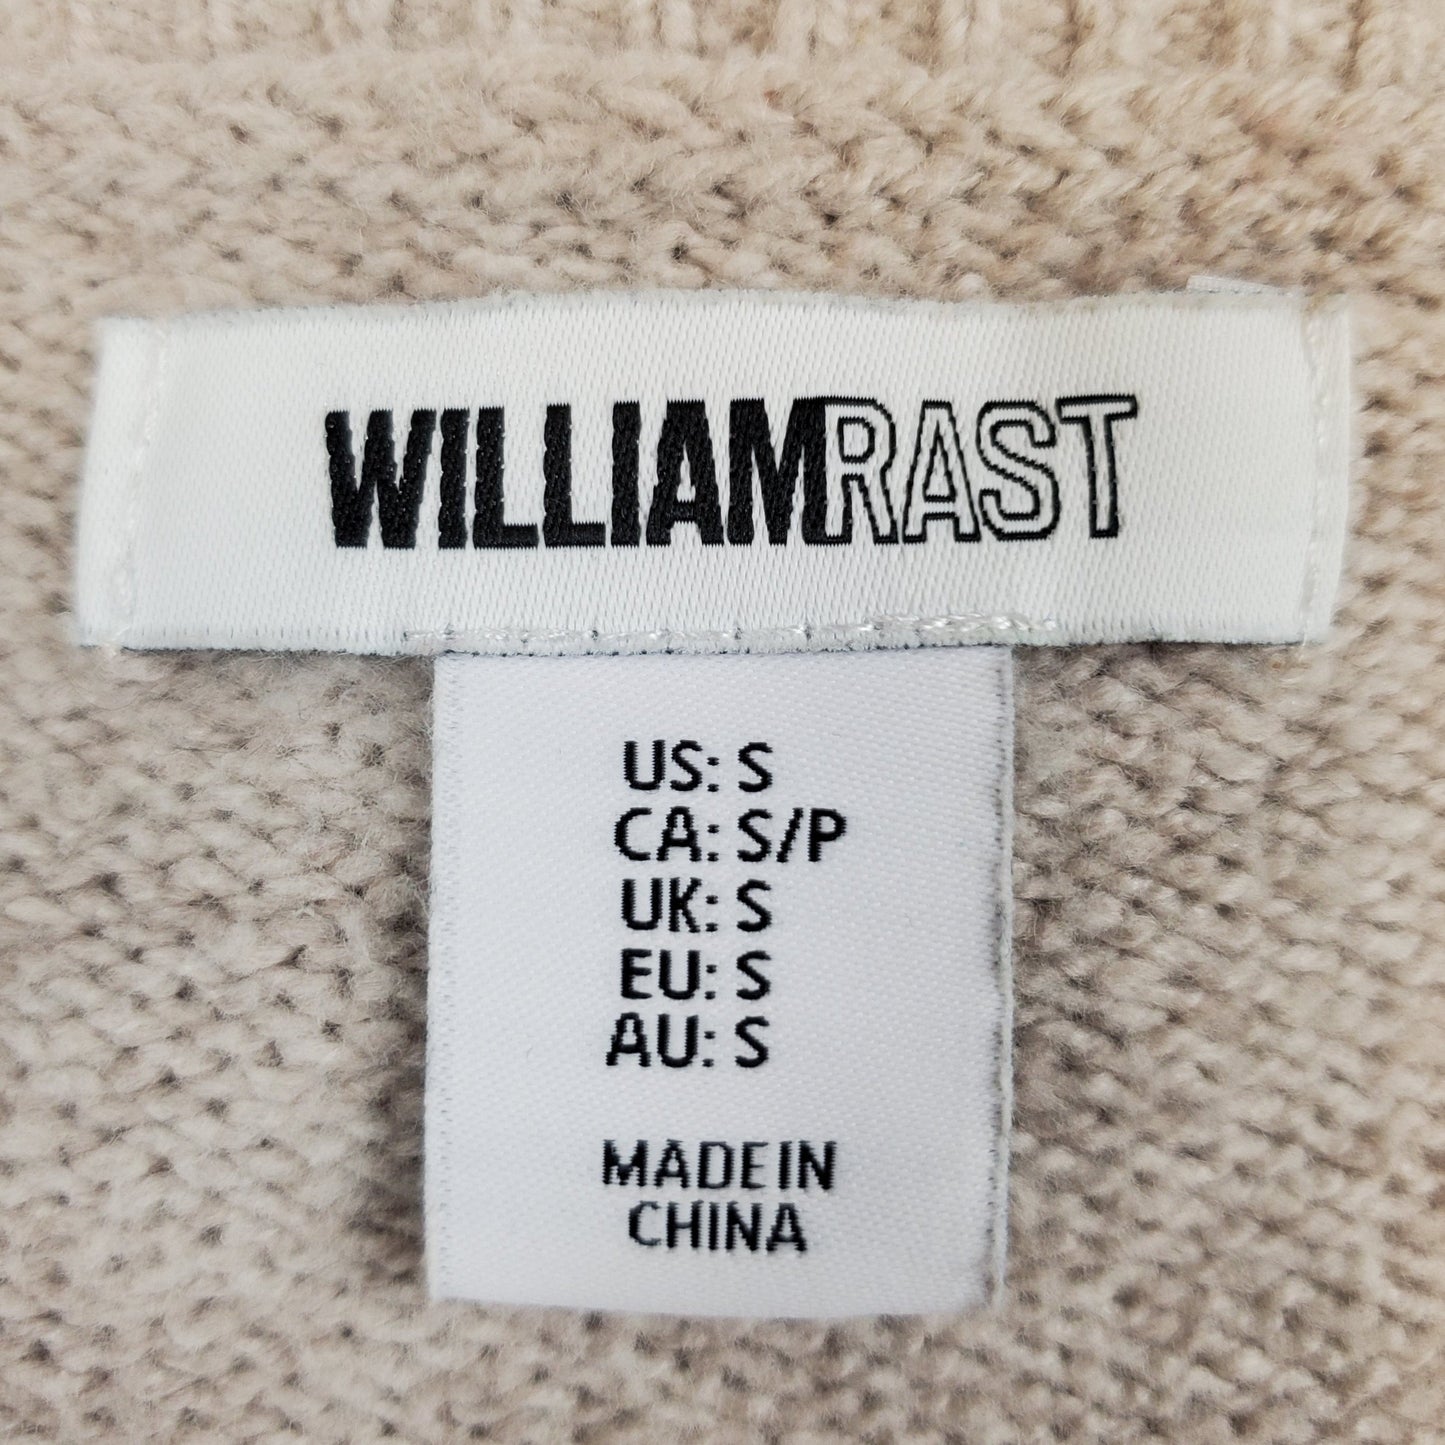 WILLIAMRAST
US: S
CA: S/P
UK: S
EU: S
AU: S
MADE IN
CHINA